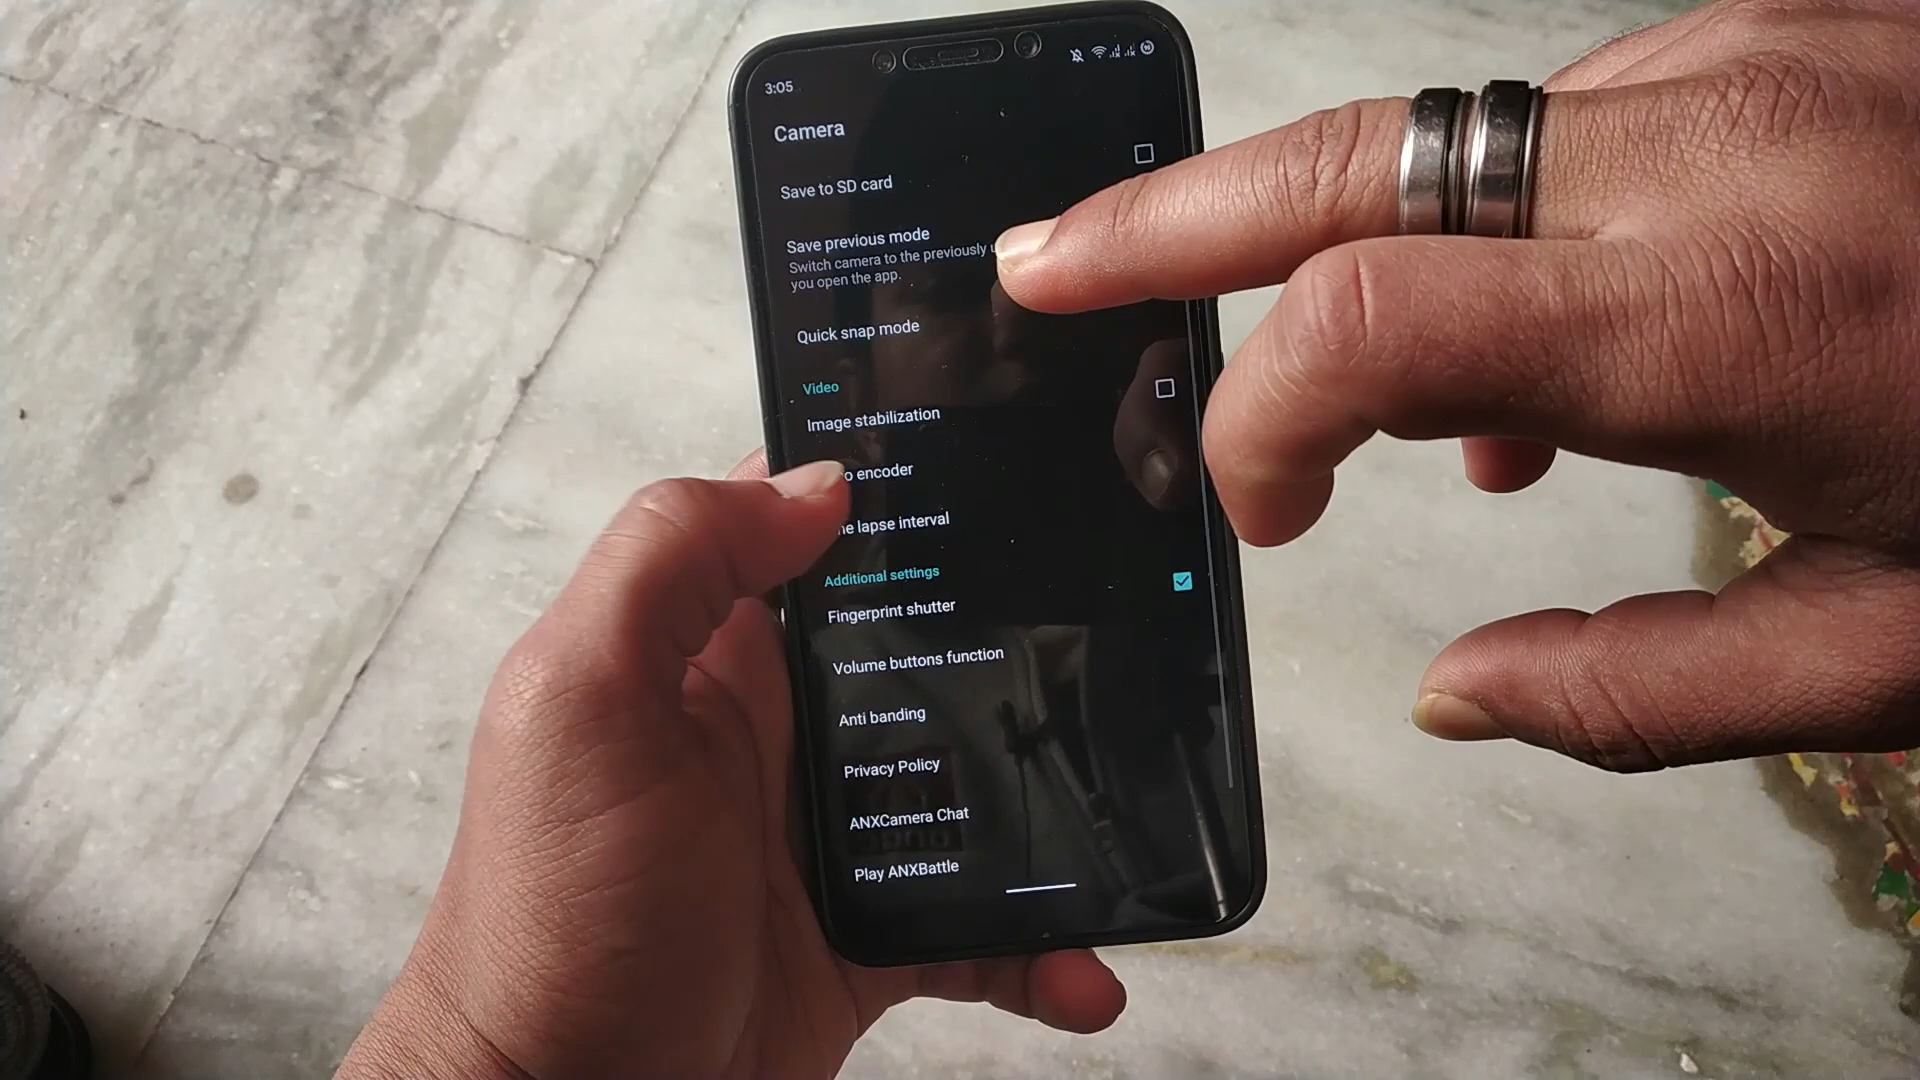 3:05
Camera
Save to SD card
Save previous mode
Switch camera to the previously
you open the app.
Quick snap mode
Video
Image stabilization
encoder
lapse interval
Additional settings
Fingerprint shutter
Volume buttons function
Anti banding
Privacy Policy
ANXCamera Chat
Play ANXBattle